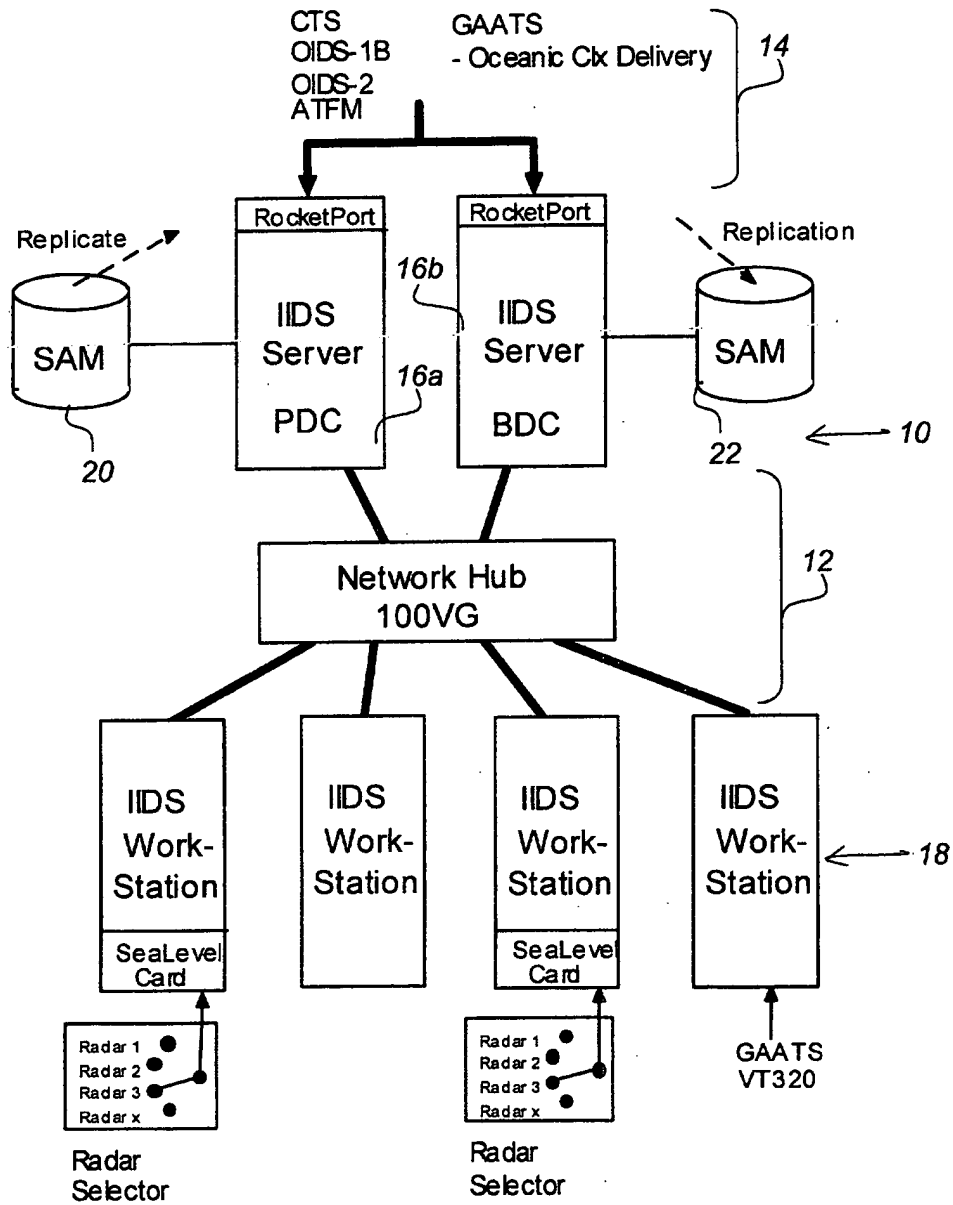 CTS
OIDS-1B
OIDS-2
ATFM
GAATS
- Oceanic Clx Delivery
14
RocketPort
RocketPort
Replicate
Replication
16b
IIDS
Server
PDC
IIDS
Server
BDC
16a
SAM
SAM
20
22
10
Network Hub
100VG
12
IIDS
Work-
Station
SeaLevel
Card
IIDS
Work-
Station
IIDS
Work-
Station
SeaLevel
Card
IIDS
Work-
Station
18
Radar 1
Radar 2
Radar 3
Radar x
Radar
Selector
Radar 1
Radar 2
Radar 3
Radar x
Radar
Selector
GAATS
VT320